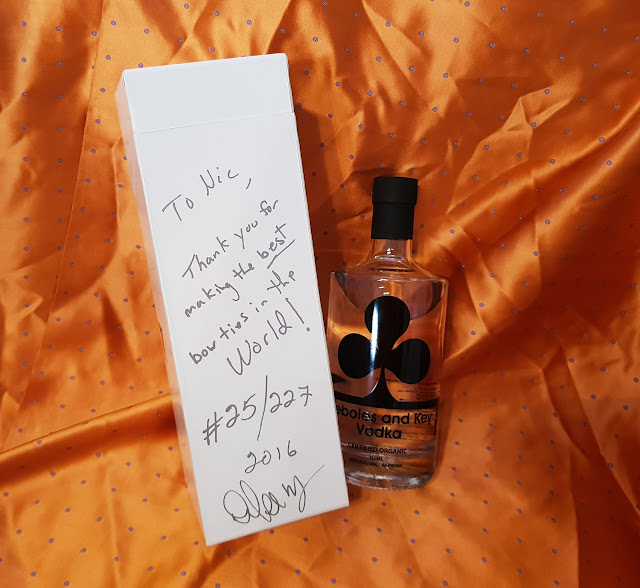 To Nic,
Thank you for
making the best
bow ties in the
World!
#25/227
2016
eboles and Key
Vodka
CERTIFIED ORGANIC